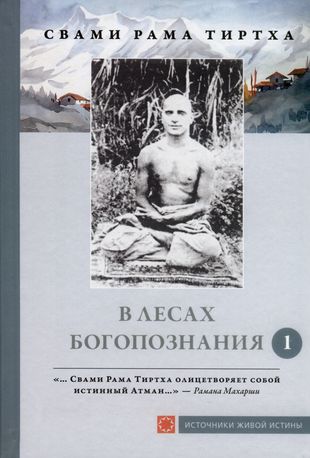 СВАМИ РАМА ТИРТХА
В ЛЕСАХ
БОГОПОЗНАНИЯ 1
«... Свами Рама Тиртха олицетворяет собой
истинный Атман...» — Рамана Махарши
ИСТОЧНИКИ ЖИВОЙ ИСТИНЫ